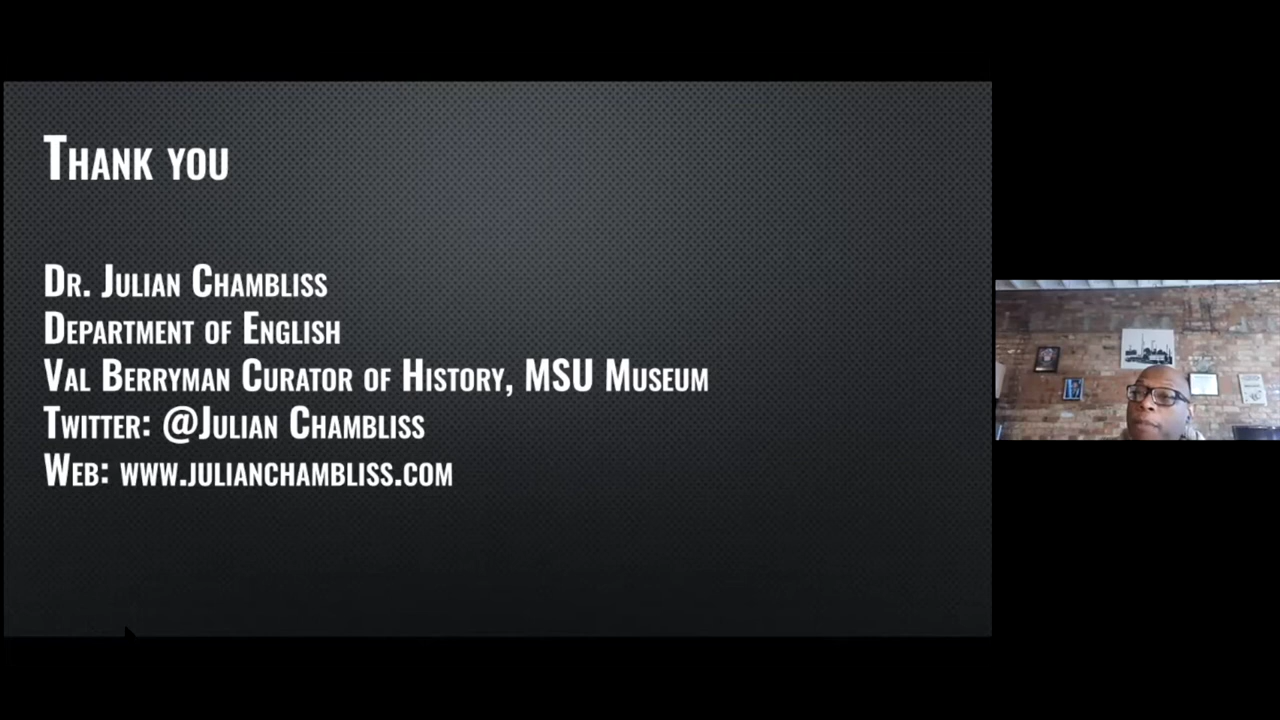 Thank you
Dr. Julian Chambliss
Department of English
Val Berryman Curator of History, MSU Museum
Twitter: @Julian Chambliss
Web: www.julianchambliss.com